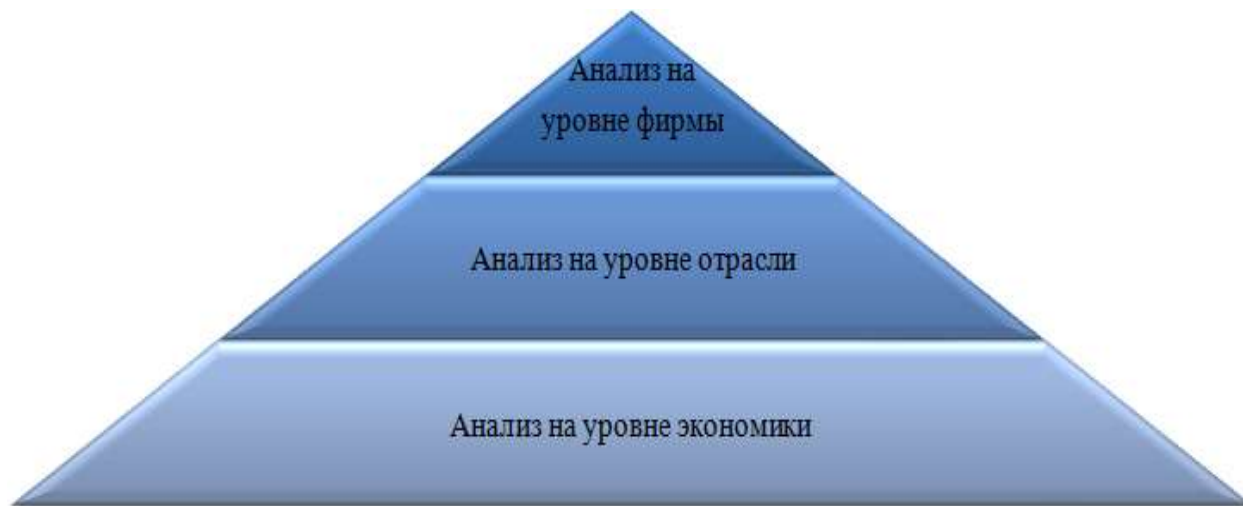 Анализ на
уровне фирмы
Анализ на уровне отрасли
Анализ на уровне экономики